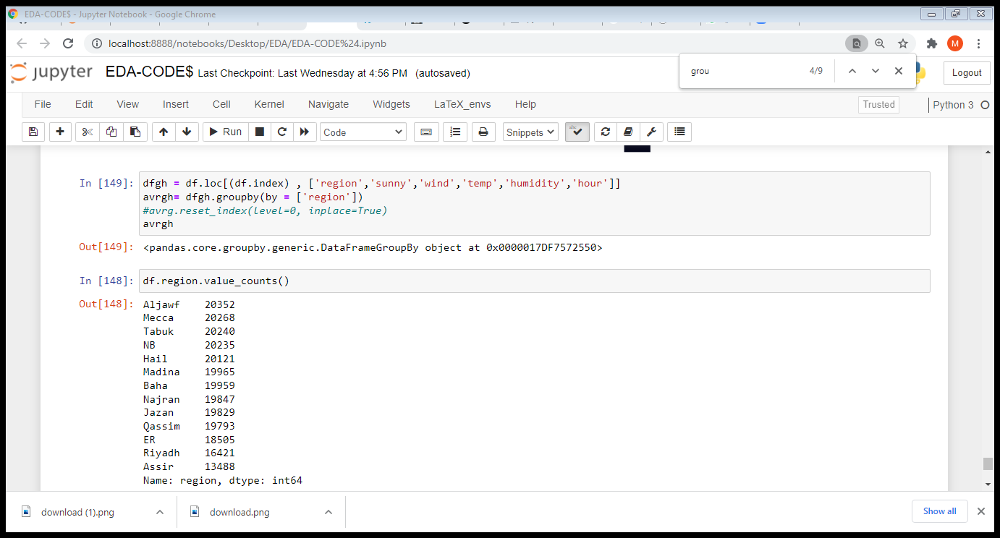 EDA-CODE$ - Jupyter Notebook - Google Chrome
localhost:8888/notebooks/Desktop/EDA/EDA-CODE%24.ipynb
M
grou 4/9
jupyter EDA-CODE$ Last Checkpoint: Last Wednesday at 4:56 PM (autosaved)
Logout
File Edit View Insert Cell Kernel Navigate Widgets LaTeX_envs Help
Trusted Python 3
Run Code Snippets abc
In [149]: dfgh = df.loc[(df.index) , ['region','sunny','wind','temp','humidity','hour']]
avrgh= dfgh.groupby(by = ['region'])
#avrg.reset_index(level=0, inplace=True)
avrgh
Out[149]: <pandas.core.groupby.generic.DataFrameGroupBy object at 0x0000017DF7572550>
In [148]: df.region.value_counts()
Out[148]: Aljawf 20352
Mecca 20268
Tabuk 20240
NB 20235
Hail 20121
Madina 19965
Baha 19959
Najran 19847
Jazan 19829
Qassim 19793
ER 18505
Riyadh 16421
Assir 13488
Name: region, dtype: int64
download (1).png download.png Show all